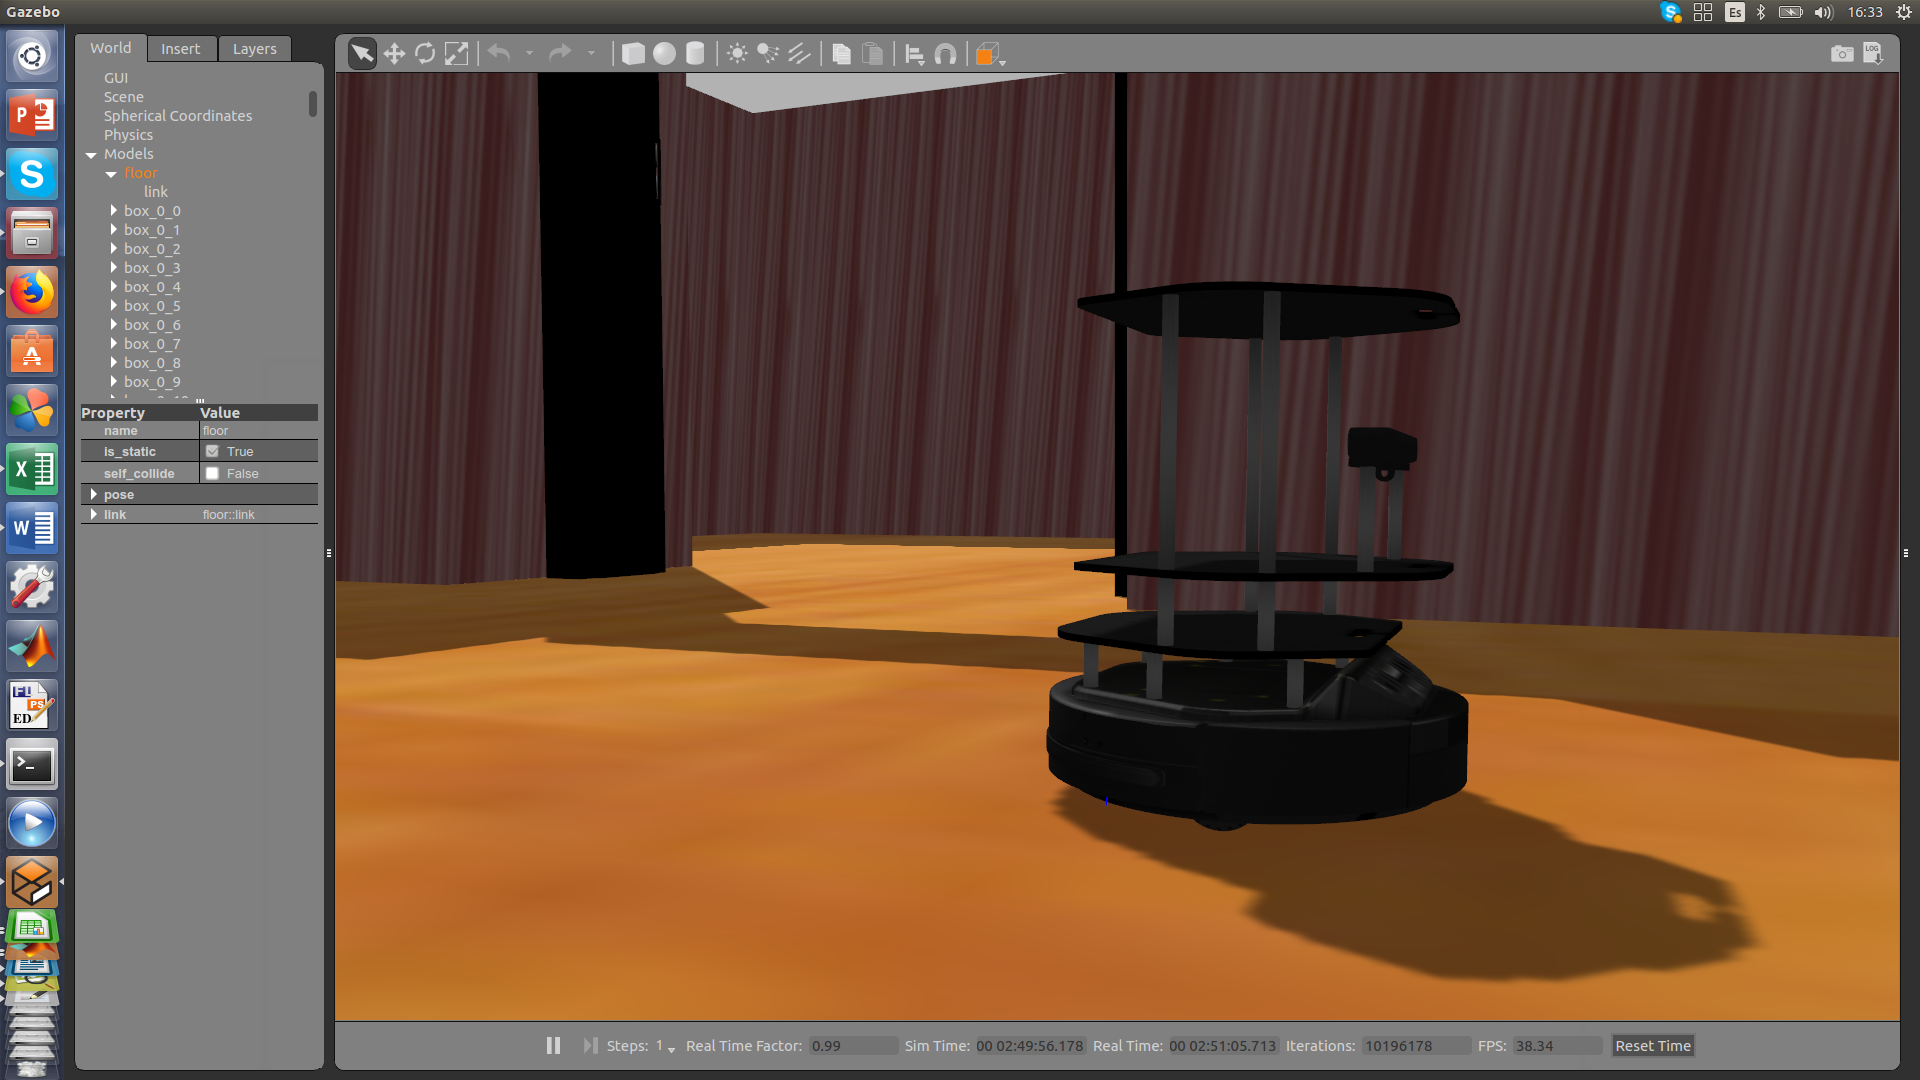 Gazebo
Es
16:33
World Insert Layers
LOG
GUI
Scene
Spherical Coordinates
Physics
Models
floor
link
box_0_0
box_0_1
box_0_2
box_0_3
box_0_4
box_0_5
box_0_6
box_0_7
box_0_8
box_0_9
Property Value
name floor
is_static True
self_collide False
pose
link floor::link
Steps: 1 Real Time Factor: 0.99 Sim Time: 00 02:49:56.178 Real Time: 00 02:51:05.713 Iterations: 10196178 FPS: 38.34 Reset Time